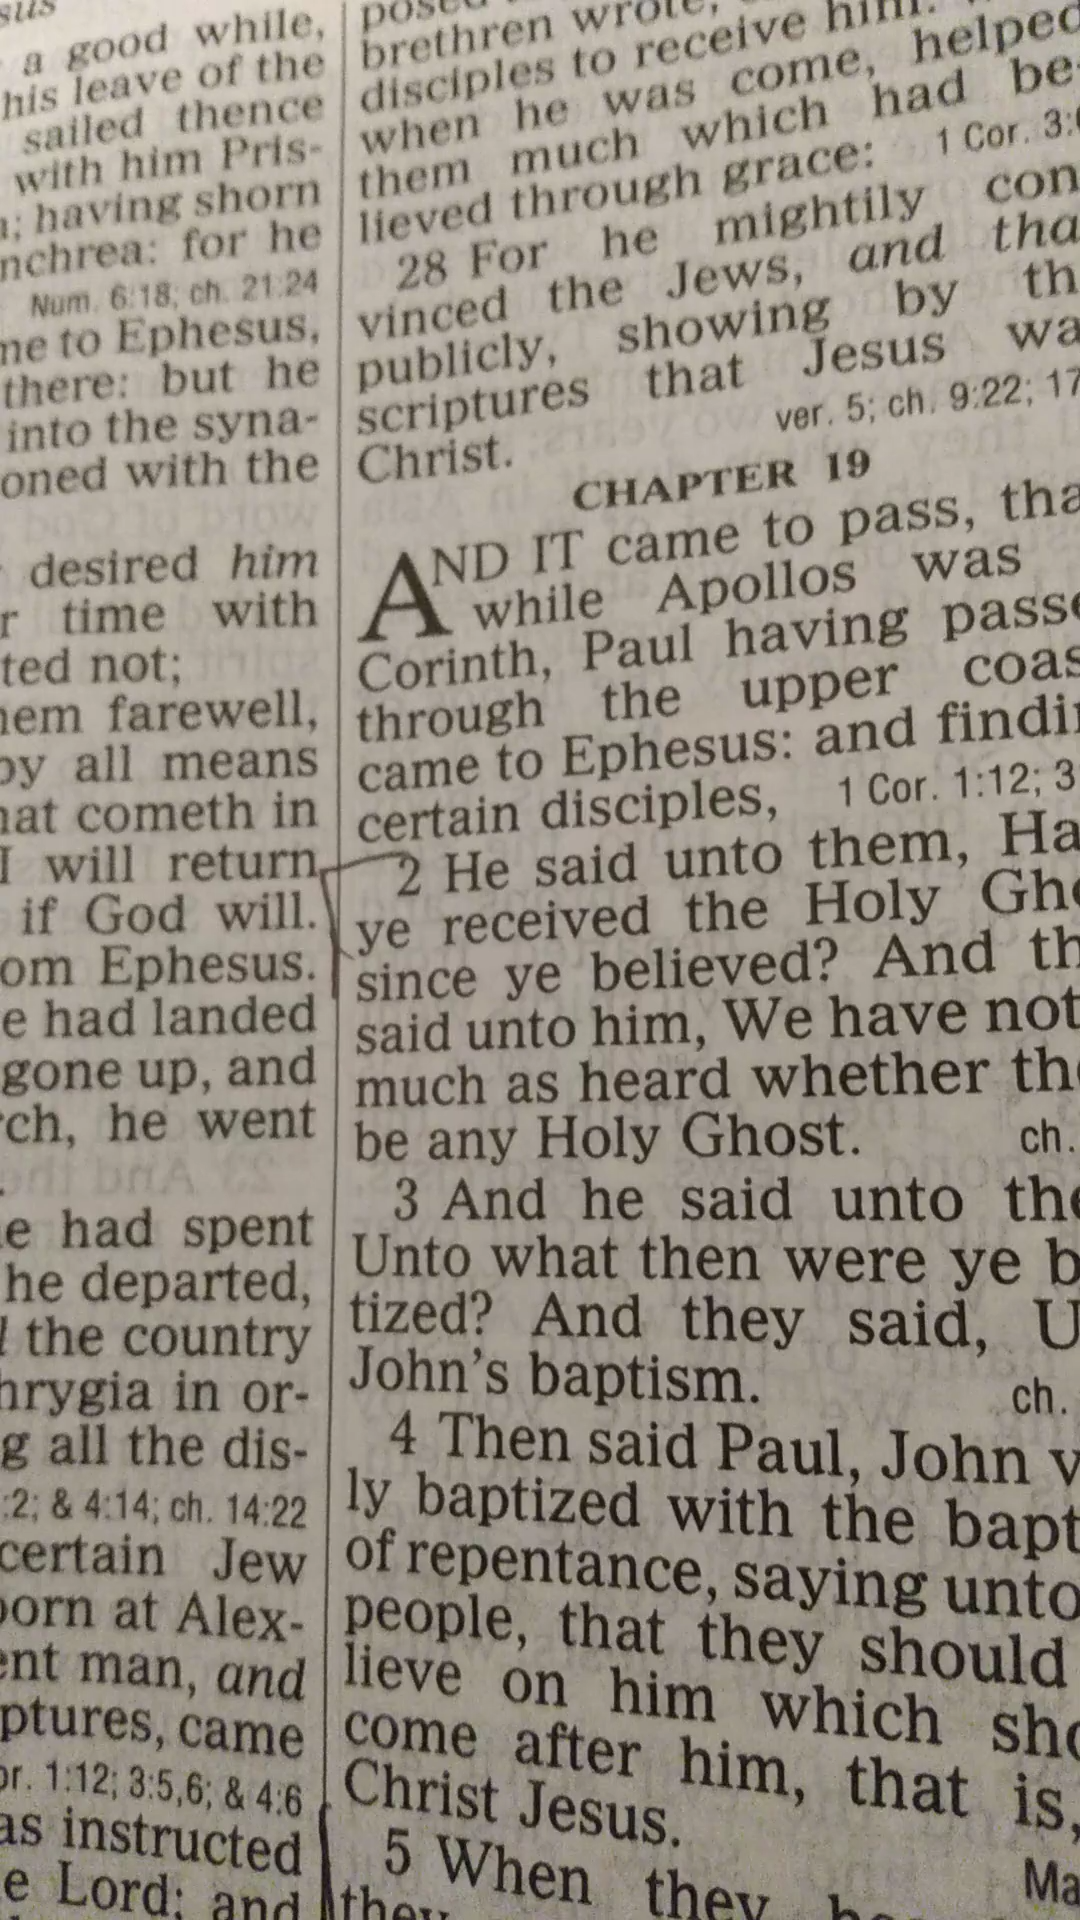 a good while,
his leave of the
sailed thence
with him Pris-
; having shorn
nchrea: for he
Num. 6:18; ch. 21:24
me to Ephesus,
there: but he
into the syna-
oned with the
desired him
r time with
ted not;
hem farewell,
by all means
hat cometh in
I will return
if God will.
om Ephesus.
e had landed
gone up, and
rch, he went
e had spent
he departed,
the country
hrygia in or-
g all the dis-
:2; & 4:14; ch. 14:22
certain Jew
born at Alex-
ent man, and
ptures, came
or. 1:12; 3:5,6; & 4:6
as instructed
e Lord; and
brethren wrote,
disciples to receive him:
when he was come, helped
them much which had be-
lieved through grace: 1 Cor. 3:
28 For he mightily con
vinced the Jews, and tha
publicly, showing by th
scriptures that Jesus wa
ver. 5; ch. 9:22; 17
Christ.
CHAPTER 19
AND IT came to pass, tha
while Apollos was
Corinth, Paul having passe
through the upper coas
came to Ephesus: and findi
certain disciples, 1 Cor. 1:12; 3
2 He said unto them, Ha
ye received the Holy Gho
since ye believed? And th
said unto him, We have not
much as heard whether the
be any Holy Ghost. ch.
3 And he said unto the
Unto what then were ye b
tized? And they said, U
John's baptism. ch.
4 Then said Paul, John v
ly baptized with the bapt
of repentance, saying unto
people, that they should
lieve on him which sho
come after him, that is,
Christ Jesus. Ma
5 When they
they